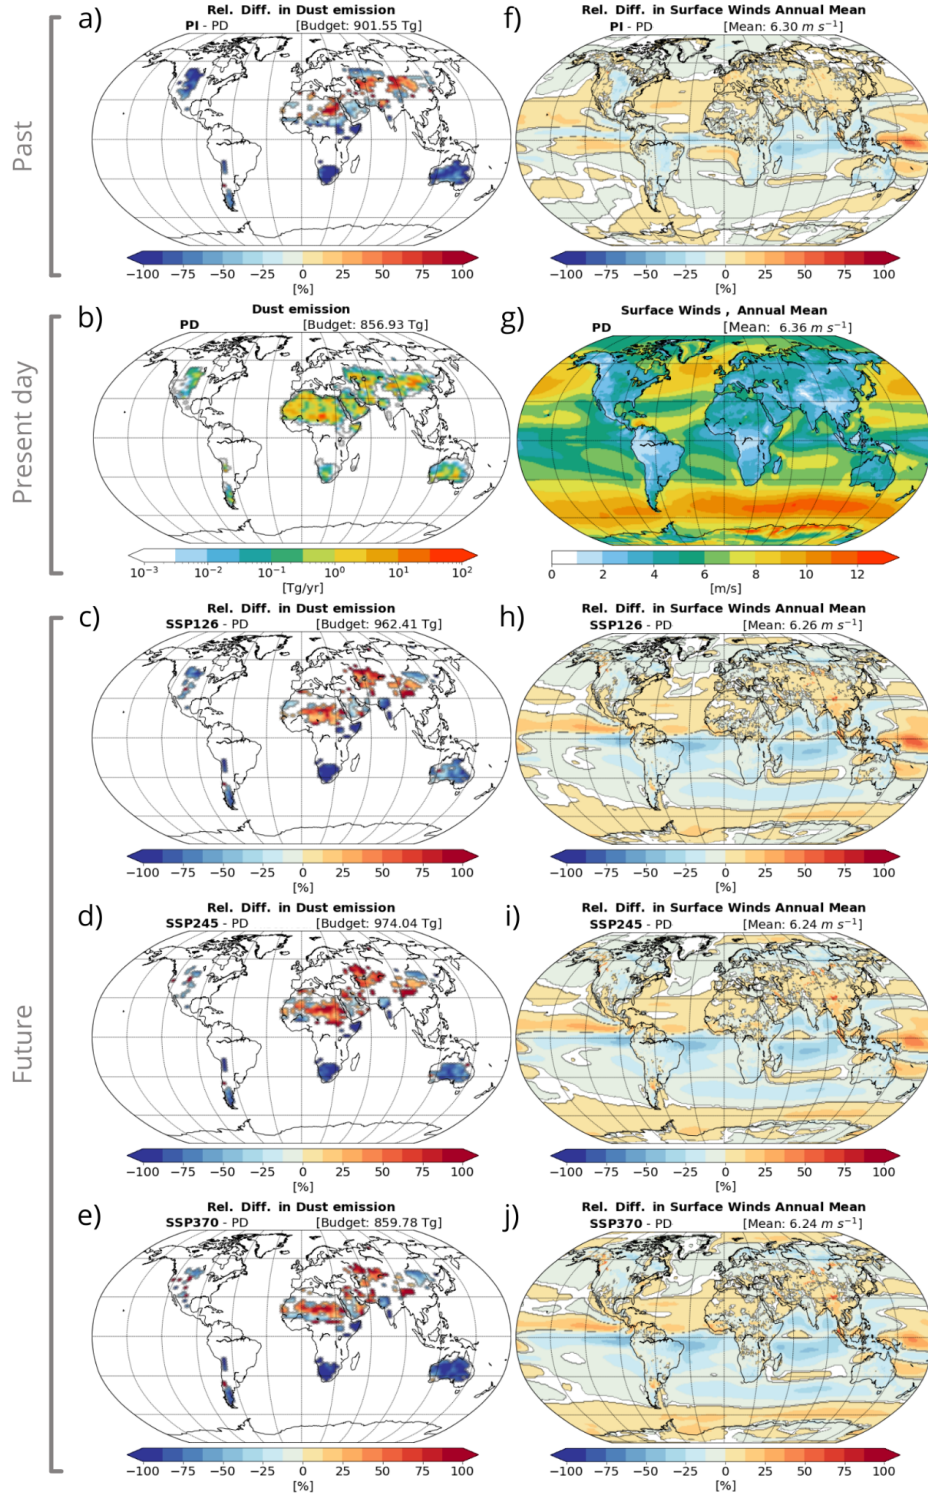 Past
a)
Rel. Diff. in Dust emission
PI - PD [Budget: 901.55 Tg]
−100 −75 −50 −25 0 25 50 75 100
[%]
f)
Rel. Diff. in Surface Winds Annual Mean
PI - PD [Mean: 6.30 m s⁻¹]
−100 −75 −50 −25 0 25 50 75 100
[%]
Present day
b)
Dust emission
PD [Budget: 856.93 Tg]
10⁻³ 10⁻² 10⁻¹ 10⁰ 10¹ 10²
[Tg/yr]
g)
Surface Winds , Annual Mean
PD [Mean: 6.36 m s⁻¹]
0 2 4 6 8 10 12
[m/s]
Future
c)
Rel. Diff. in Dust emission
SSP126 - PD [Budget: 962.41 Tg]
−100 −75 −50 −25 0 25 50 75 100
[%]
h)
Rel. Diff. in Surface Winds Annual Mean
SSP126 - PD [Mean: 6.26 m s⁻¹]
−100 −75 −50 −25 0 25 50 75 100
[%]
d)
Rel. Diff. in Dust emission
SSP245 - PD [Budget: 974.04 Tg]
−100 −75 −50 −25 0 25 50 75 100
[%]
i)
Rel. Diff. in Surface Winds Annual Mean
SSP245 - PD [Mean: 6.24 m s⁻¹]
−100 −75 −50 −25 0 25 50 75 100
[%]
e)
Rel. Diff. in Dust emission
SSP370 - PD [Budget: 859.78 Tg]
−100 −75 −50 −25 0 25 50 75 100
[%]
j)
Rel. Diff. in Surface Winds Annual Mean
SSP370 - PD [Mean: 6.24 m s⁻¹]
−100 −75 −50 −25 0 25 50 75 100
[%]